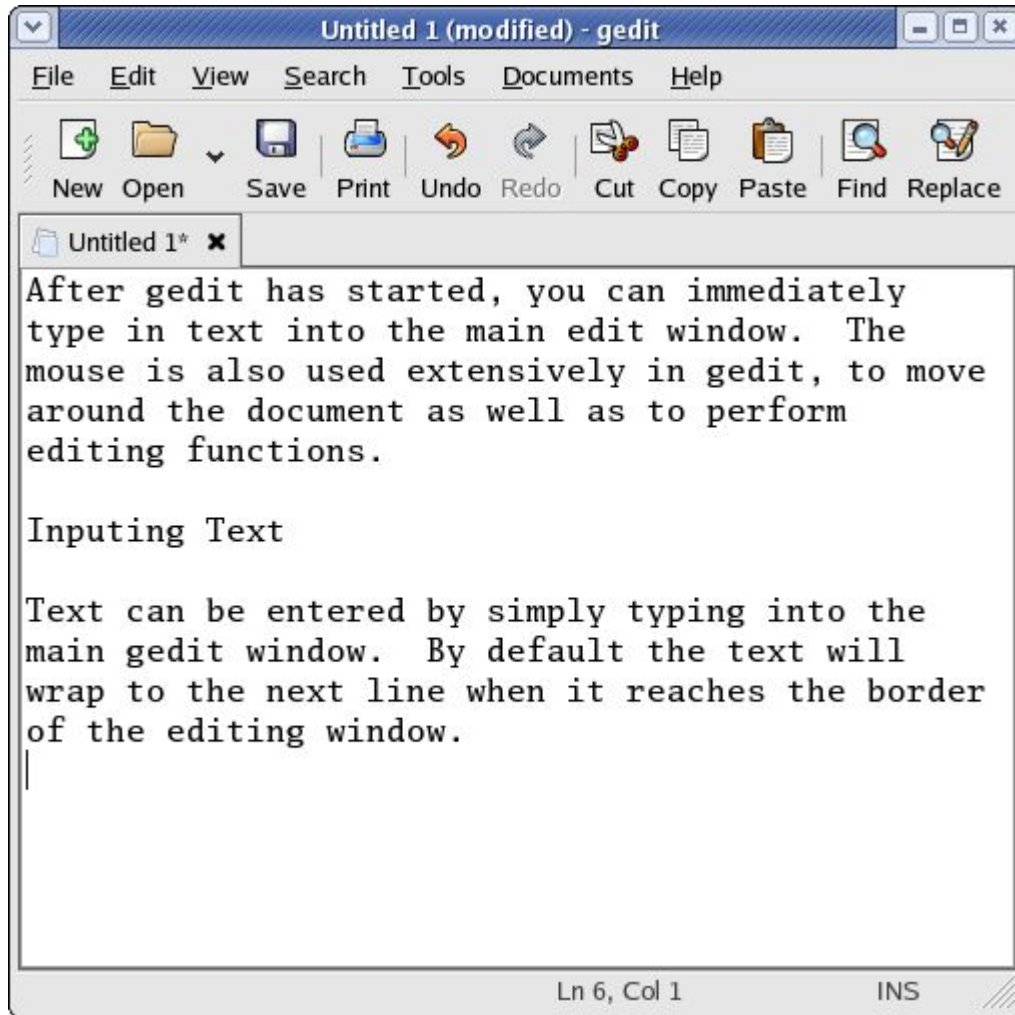 Untitled 1 (modified) - gedit
File Edit View Search Tools Documents Help
New Open Save Print Undo Redo Cut Copy Paste Find Replace
Untitled 1*
After gedit has started, you can immediately
type in text into the main edit window.  The
mouse is also used extensively in gedit, to move
around the document as well as to perform
editing functions.

Inputing Text

Text can be entered by simply typing into the
main gedit window.  By default the text will
wrap to the next line when it reaches the border
of the editing window.
Ln 6, Col 1 INS